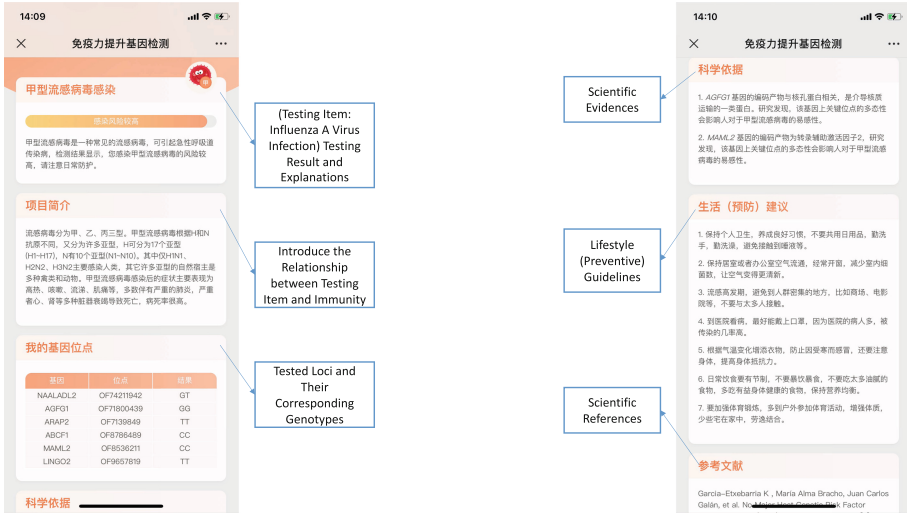 14:09
免疫力提升基因检测
甲型流感病毒感染
感染风险较高
甲型流感病毒是一种常见的流感病毒，可引起急性呼吸道
传染病，检测结果显示，您感染甲型流感病毒的风险较
高，请注意日常防护。
项目简介
流感病毒分为甲、乙、丙三型。甲型流感病毒根据H和N
抗原不同，又分为许多亚型，H可分为17个亚型
(H1-H17)，N有10个亚型(N1-N10)。其中仅H1N1、
H2N2、H3N2主要感染人类，其它许多亚型的自然宿主是
多种禽类和动物。甲型流感病毒感染后的症状主要表现为
高热、咳嗽、流涕、肌痛等，多数伴有严重的肺炎，严重
者心、肾等多种脏器衰竭导致死亡，病死率很高。
我的基因位点
基因 位点 结果
NAALADL2 OF74211942 GT
AGFG1 OF71800439 GG
ARAP2 OF7139849 TT
ABCF1 OF8786489 CC
MAML2 OF8536211 CC
LINGO2 OF9657819 TT
科学依据
(Testing Item:
Influenza A Virus
Infection) Testing
Result and
Explanations
Introduce the
Relationship
between Testing
Item and Immunity
Tested Loci and
Their
Corresponding
Genotypes
Scientific
Evidences
Lifestyle
(Preventive)
Guidelines
Scientific
References
14:10
免疫力提升基因检测
科学依据
1. AGFG1 基因的编码产物与核孔蛋白相关，是介导核质
运输的一类蛋白。研究发现，该基因上关键位点的多态性
会影响人对于甲型流感病毒的易感性。
2. MAML2 基因的编码产物为转录辅助激活因子2，研究
发现，该基因上关键位点的多态性会影响人对于甲型流感
病毒的易感性。
生活（预防）建议
1. 保持个人卫生，养成良好习惯，不要共用日用品，勤洗
手，勤洗澡，避免接触到唾液等。
2. 保持居室或者办公室空气流通，经常开窗，减少室内细
菌数，让空气变得更清新。
3. 流感高发期，避免到人群密集的地方，比如商场、电影
院等，不要与太多人接触。
4. 到医院看病，最好能戴上口罩，因为医院的病人多，被
传染的几率高。
5. 根据气温变化增添衣物，防止因受寒而感冒，还要注意
身体，提高身体抵抗力。
6. 日常饮食要有节制，不要暴饮暴食，不要吃太多油腻的
食物，多吃有益身体健康的食物，保持营养均衡。
7. 要加强体育锻炼，多到户外参加体育活动，增强体质，
少些宅在家中，劳逸结合。
参考文献
Garcia-Etxebarria K , María Alma Bracho, Juan Carlos
Galán, et al. No Major Host Genetic Risk Factor